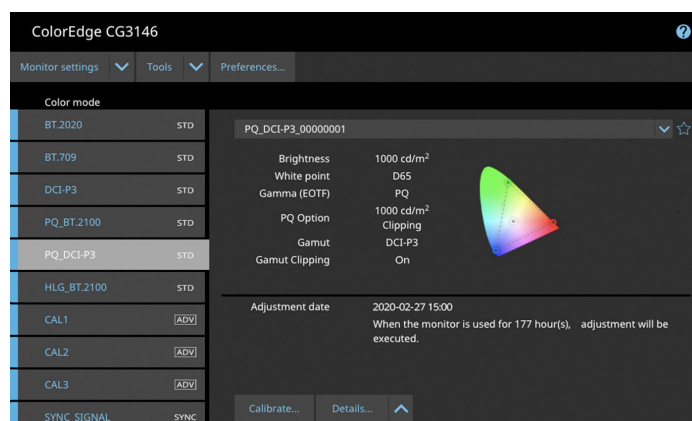 ColorEdge CG3146
?
Monitor settings
Tools
Preferences...
Color mode
BT.2020 STD
BT.709 STD
DCI-P3 STD
PQ_BT.2100 STD
PQ_DCI-P3 STD
HLG_BT.2100 STD
CAL1 ADV
CAL2 ADV
CAL3 ADV
SYNC_SIGNAL SYNC
PQ_DCI-P3_00000001
Brightness 1000 cd/m2
White point D65
Gamma (EOTF) PQ
PQ Option 1000 cd/m2
Clipping
Gamut DCI-P3
Gamut Clipping On
Adjustment date 2020-02-27 15:00
When the monitor is used for 177 hour(s), adjustment will be
executed.
Calibrate... Details...